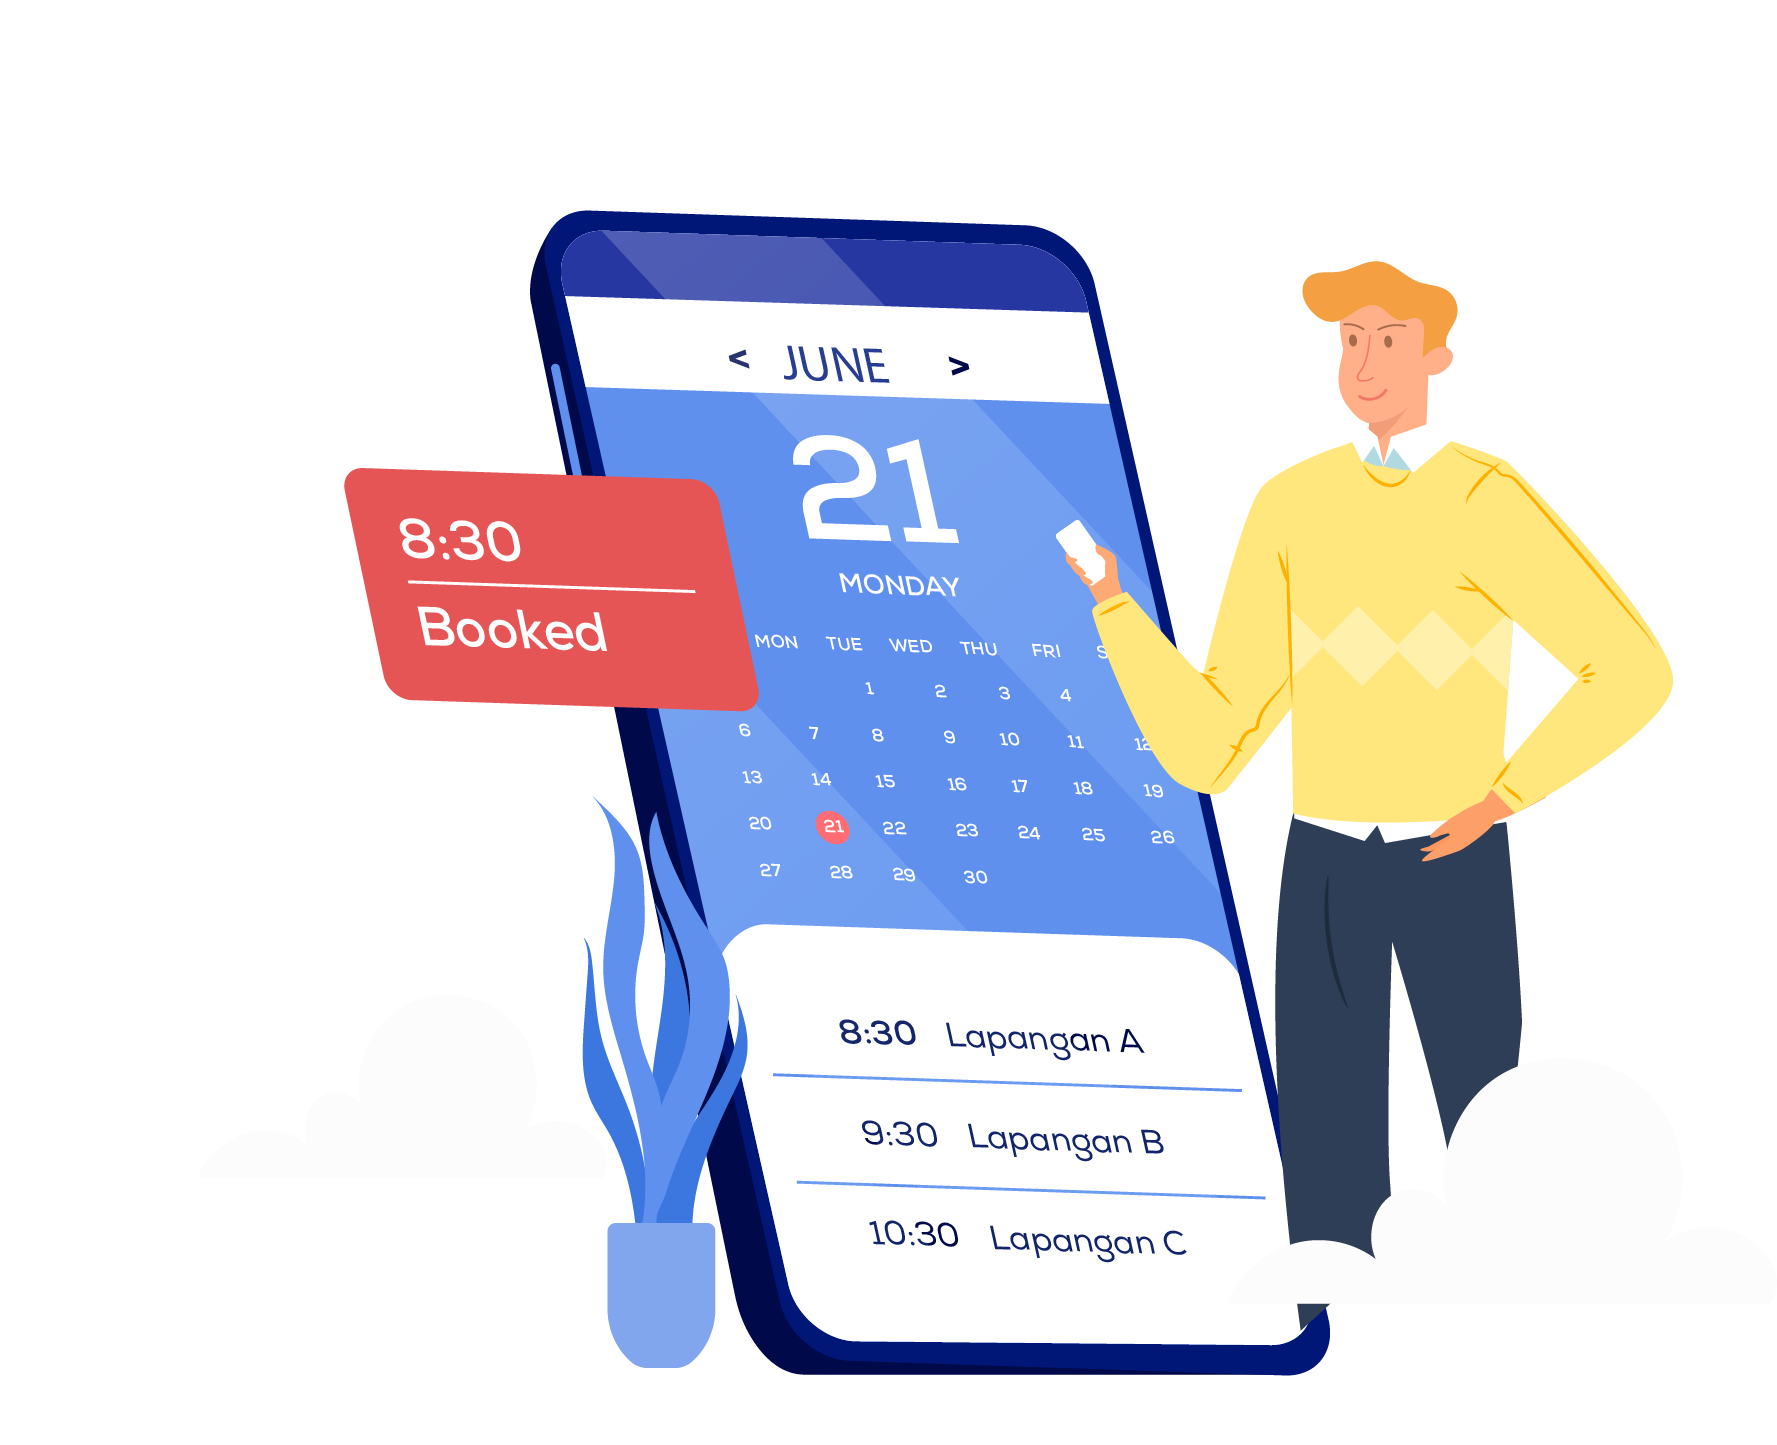 < JUNE >
21
MONDAY
8:30
Booked
MON TUE WED THU FRI S
1 2 3 4
6 7 8 9 10 11 12
13 14 15 16 17 18 19
20 21 22 23 24 25 26
27 28 29 30
8:30 Lapangan A
9:30 Lapangan B
10:30 Lapangan C